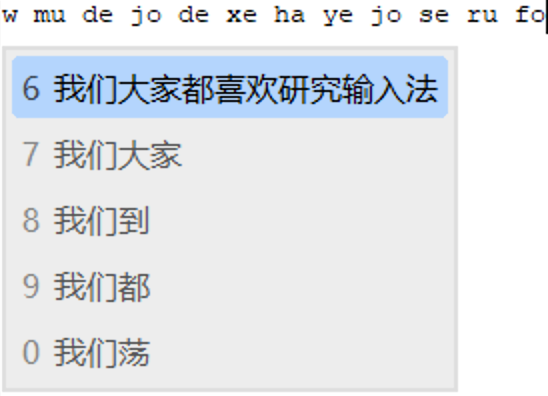 w mu de jo de xe ha ye jo se ru fo
6 我们大家都喜欢研究输入法
7 我们大家
8 我们到
9 我们都
0 我们荡